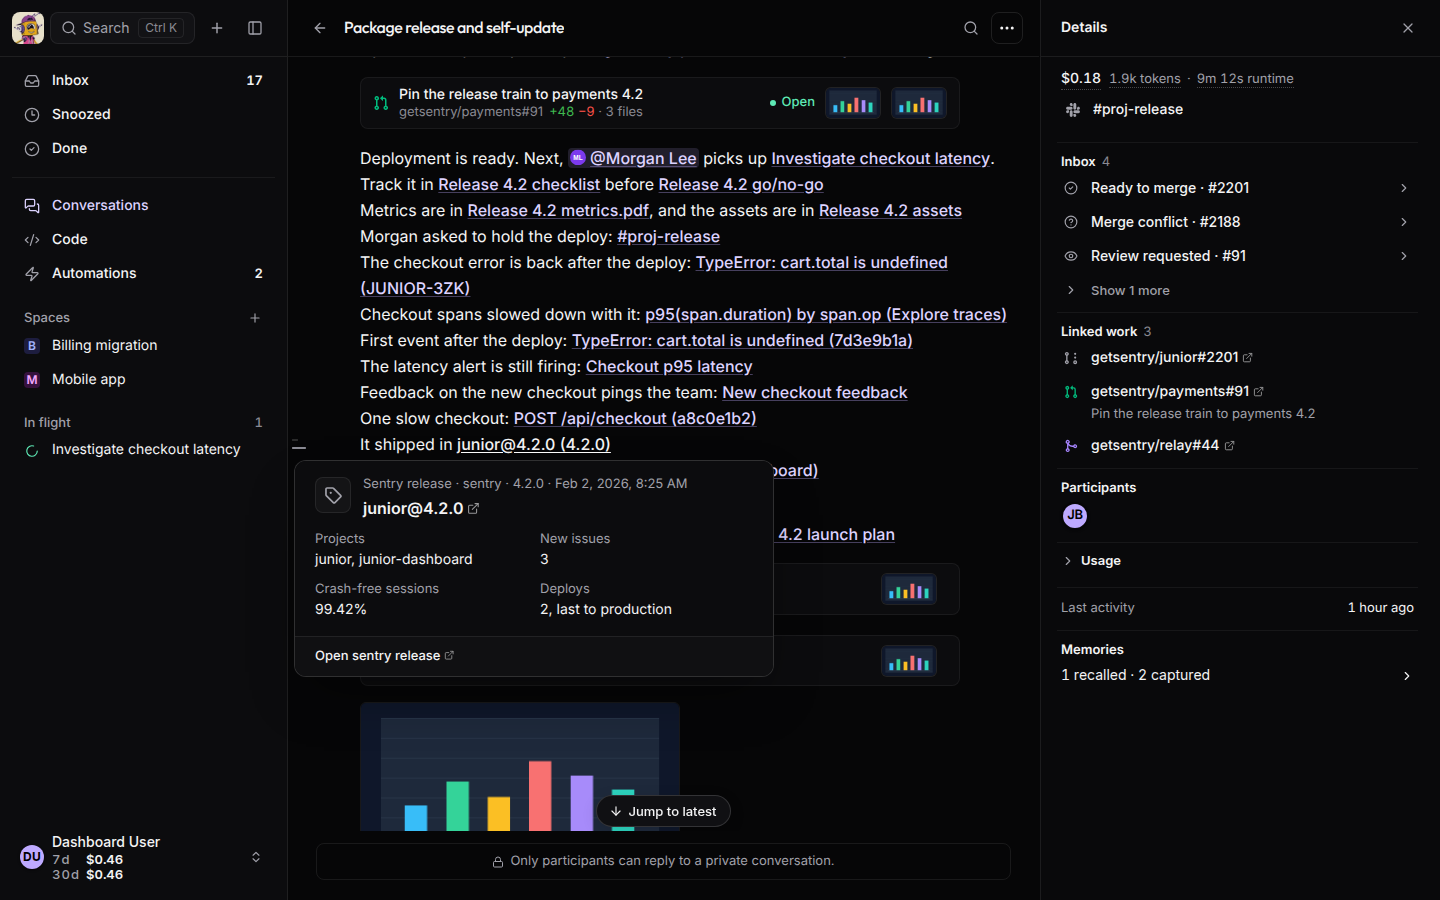 Search Ctrl K
Inbox 17
Snoozed
Done
Conversations
Code
Automations 2
Spaces
B Billing migration
M Mobile app
In flight 1
Investigate checkout latency
DU Dashboard User
7d $0.46
30d $0.46
Package release and self-update
Pin the release train to payments 4.2
getsentry/payments#91 +48 −9 · 3 files
Open
Deployment is ready. Next, ML @Morgan Lee picks up Investigate checkout latency.
Track it in Release 4.2 checklist before Release 4.2 go/no-go
Metrics are in Release 4.2 metrics.pdf, and the assets are in Release 4.2 assets
Morgan asked to hold the deploy: #proj-release
The checkout error is back after the deploy: TypeError: cart.total is undefined
(JUNIOR-3ZK)
Checkout spans slowed down with it: p95(span.duration) by span.op (Explore traces)
First event after the deploy: TypeError: cart.total is undefined (7d3e9b1a)
The latency alert is still firing: Checkout p95 latency
Feedback on the new checkout pings the team: New checkout feedback
One slow checkout: POST /api/checkout (a8c0e1b2)
It shipped in junior@4.2.0 (4.2.0)
board)
4.2 launch plan
Sentry release · sentry · 4.2.0 · Feb 2, 2026, 8:25 AM
junior@4.2.0
Projects
junior, junior-dashboard
New issues
3
Crash-free sessions
99.42%
Deploys
2, last to production
Open sentry release
Jump to latest
Only participants can reply to a private conversation.
Details
$0.18 1.9k tokens · 9m 12s runtime
#proj-release
Inbox 4
Ready to merge · #2201
Merge conflict · #2188
Review requested · #91
Show 1 more
Linked work 3
getsentry/junior#2201
getsentry/payments#91
Pin the release train to payments 4.2
getsentry/relay#44
Participants
JB
Usage
Last activity 1 hour ago
Memories
1 recalled · 2 captured